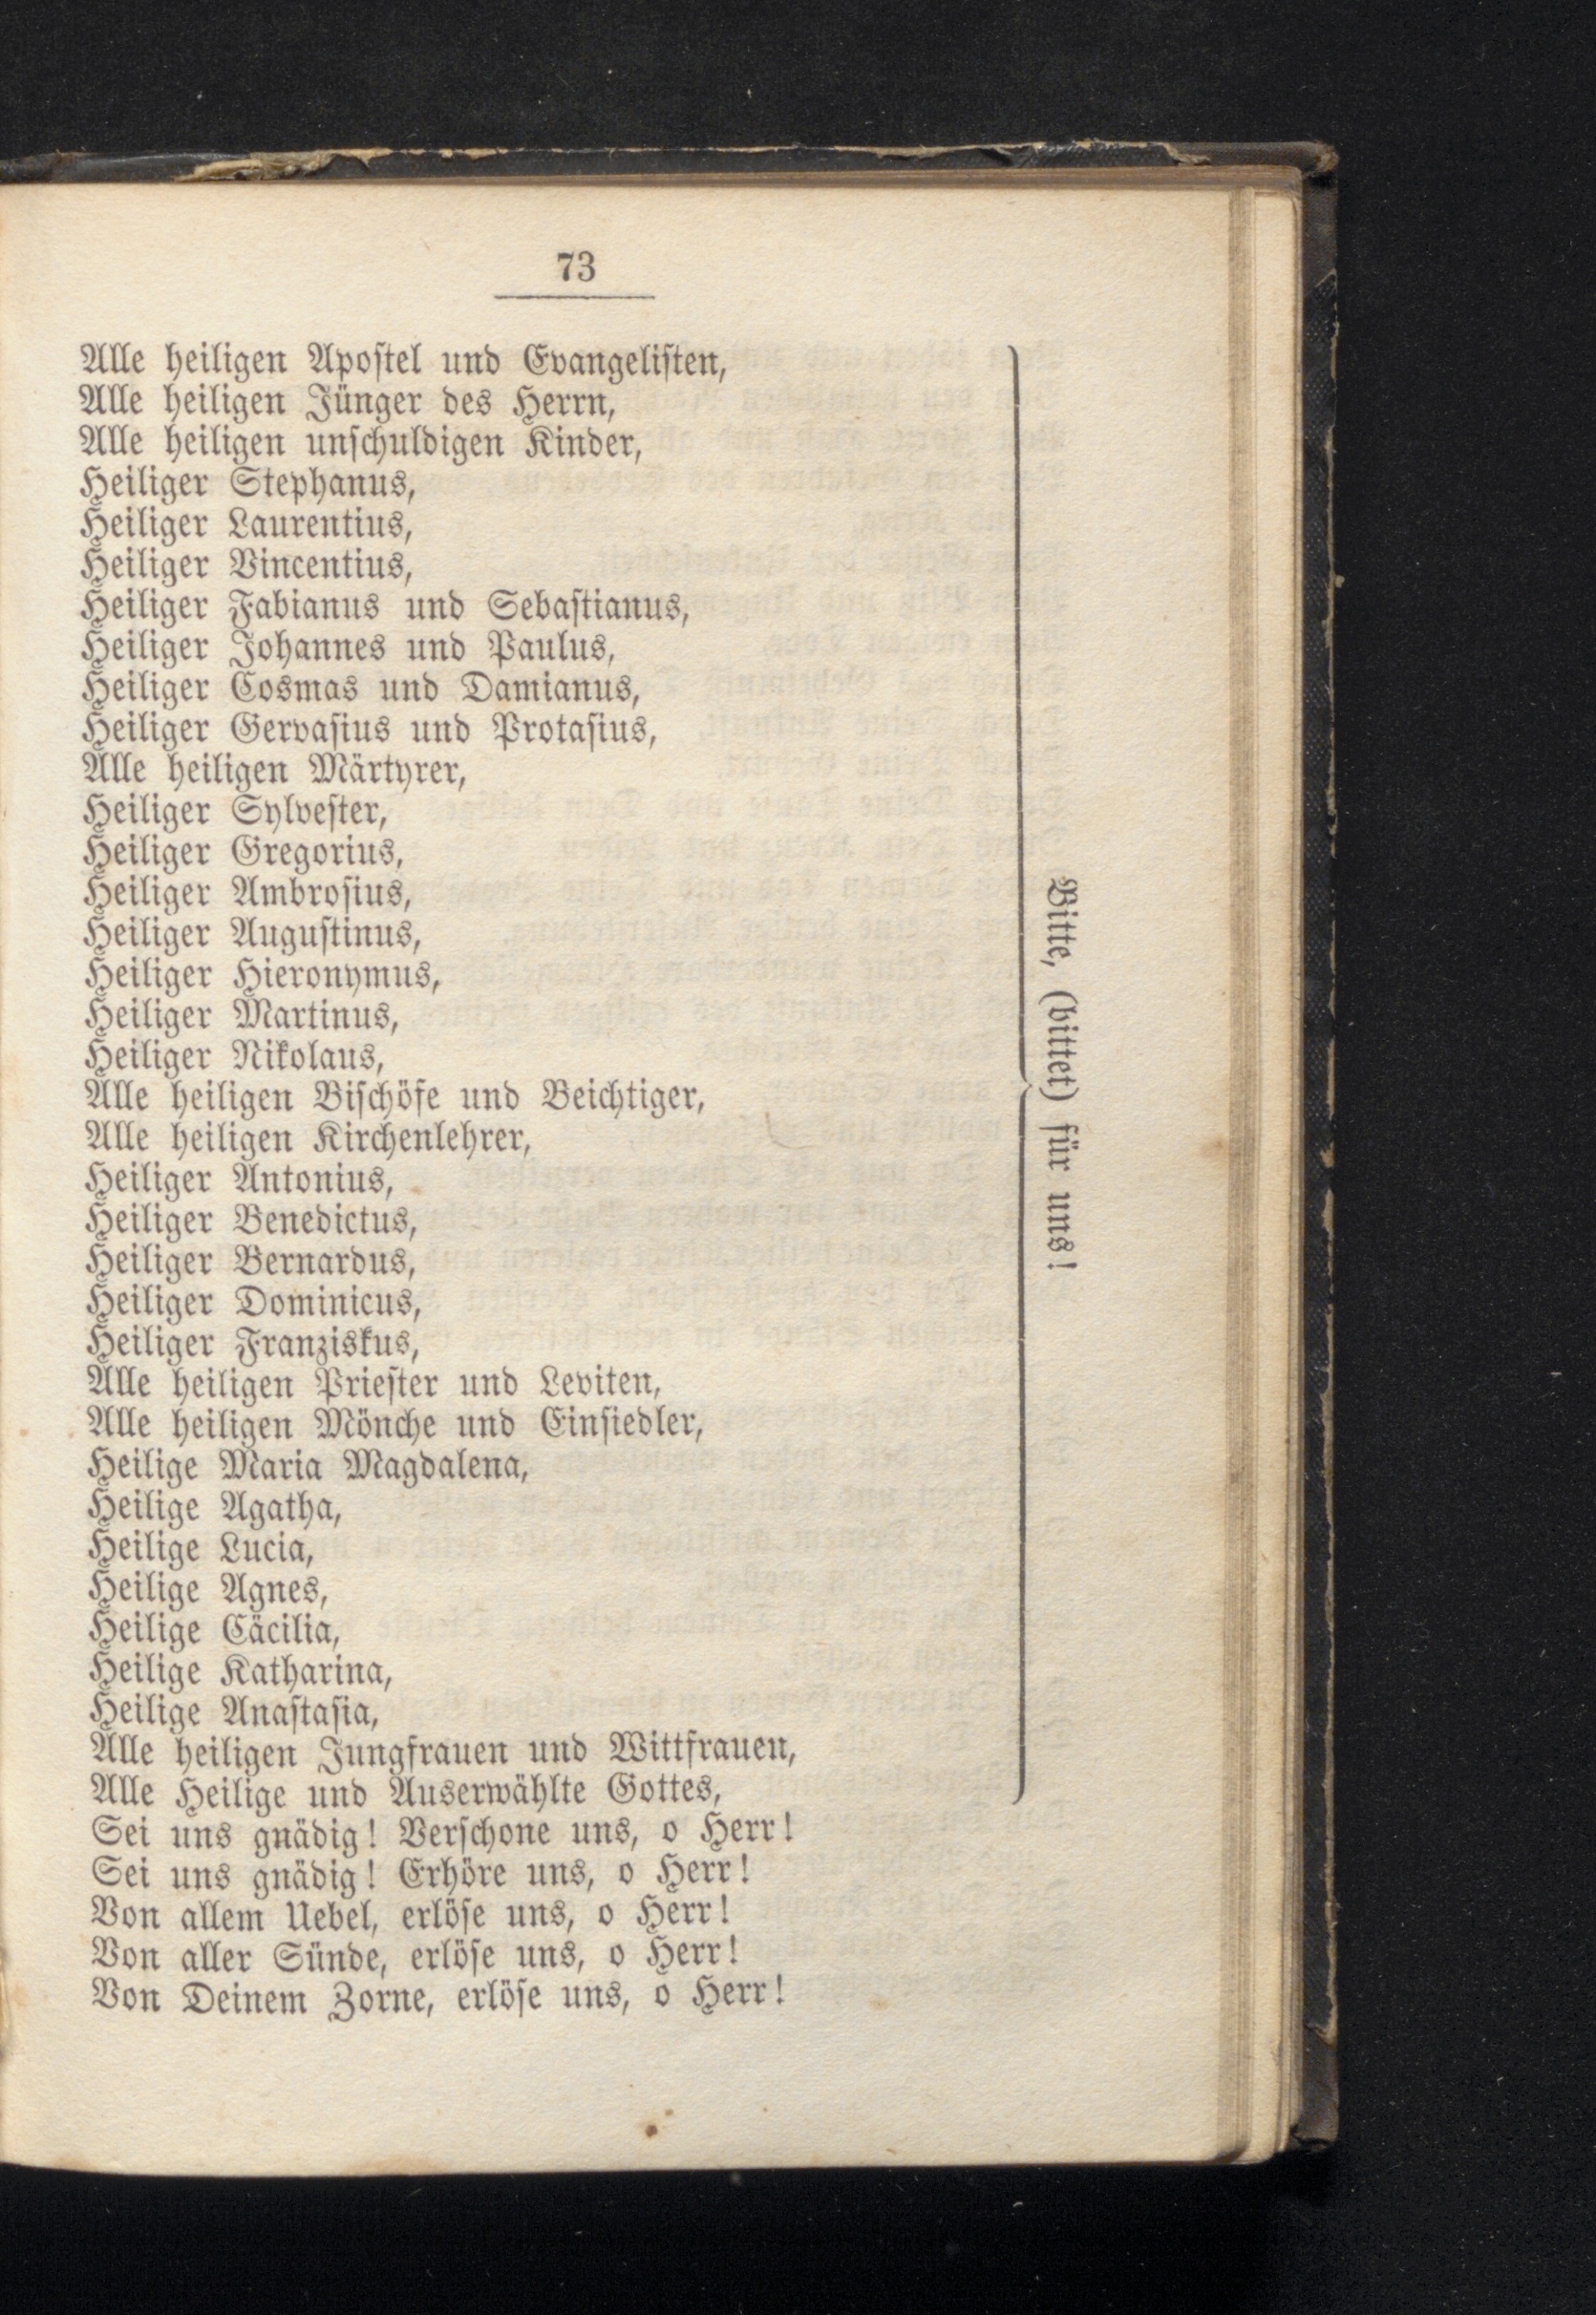 73
Alle heiligen Apostel und Evangelisten,
Alle heiligen Jünger des Herrn,
Alle heiligen unschuldigen Kinder,
Heiliger Stephanus,
Heiliger Laurentius,
Heiliger Vincentius,
Heiliger Fabianus und Sebastianus,
Heiliger Johannes und Paulus,
Heiliger Cosmas und Damianus,
Heiliger Gervasius und Protasius,
Alle heiligen Märtyrer,
Heiliger Sylvester,
Heiliger Gregorius,
Heiliger Ambrosius,
Heiliger Augustinus,
Heiliger Hieronymus,
Heiliger Martinus,
Heiliger Nikolaus,
Alle heiligen Bischöfe und Beichtiger,
Alle heiligen Kirchenlehrer,
Heiliger Antonius,
Heiliger Benedictus,
Heiliger Bernardus,
Heiliger Dominicus,
Heiliger Franziskus,
Alle heiligen Priester und Leviten,
Alle heiligen Mönche und Einsiedler,
Heilige Maria Magdalena,
Heilige Agatha,
Heilige Lucia,
Heilige Agnes,
Heilige Cäcilia,
Heilige Katharina,
Heilige Anastasia,
Alle heiligen Jungfrauen und Wittfrauen,
Alle Heilige und Auserwählte Gottes,
Bitte, (bittet) für uns!
Sei uns gnädig! Verschone uns, o Herr!
Sei uns gnädig! Erhöre uns, o Herr!
Von allem Uebel, erlöse uns, o Herr!
Von aller Sünde, erlöse uns, o Herr!
Von Deinem Zorne, erlöse uns, o Herr!